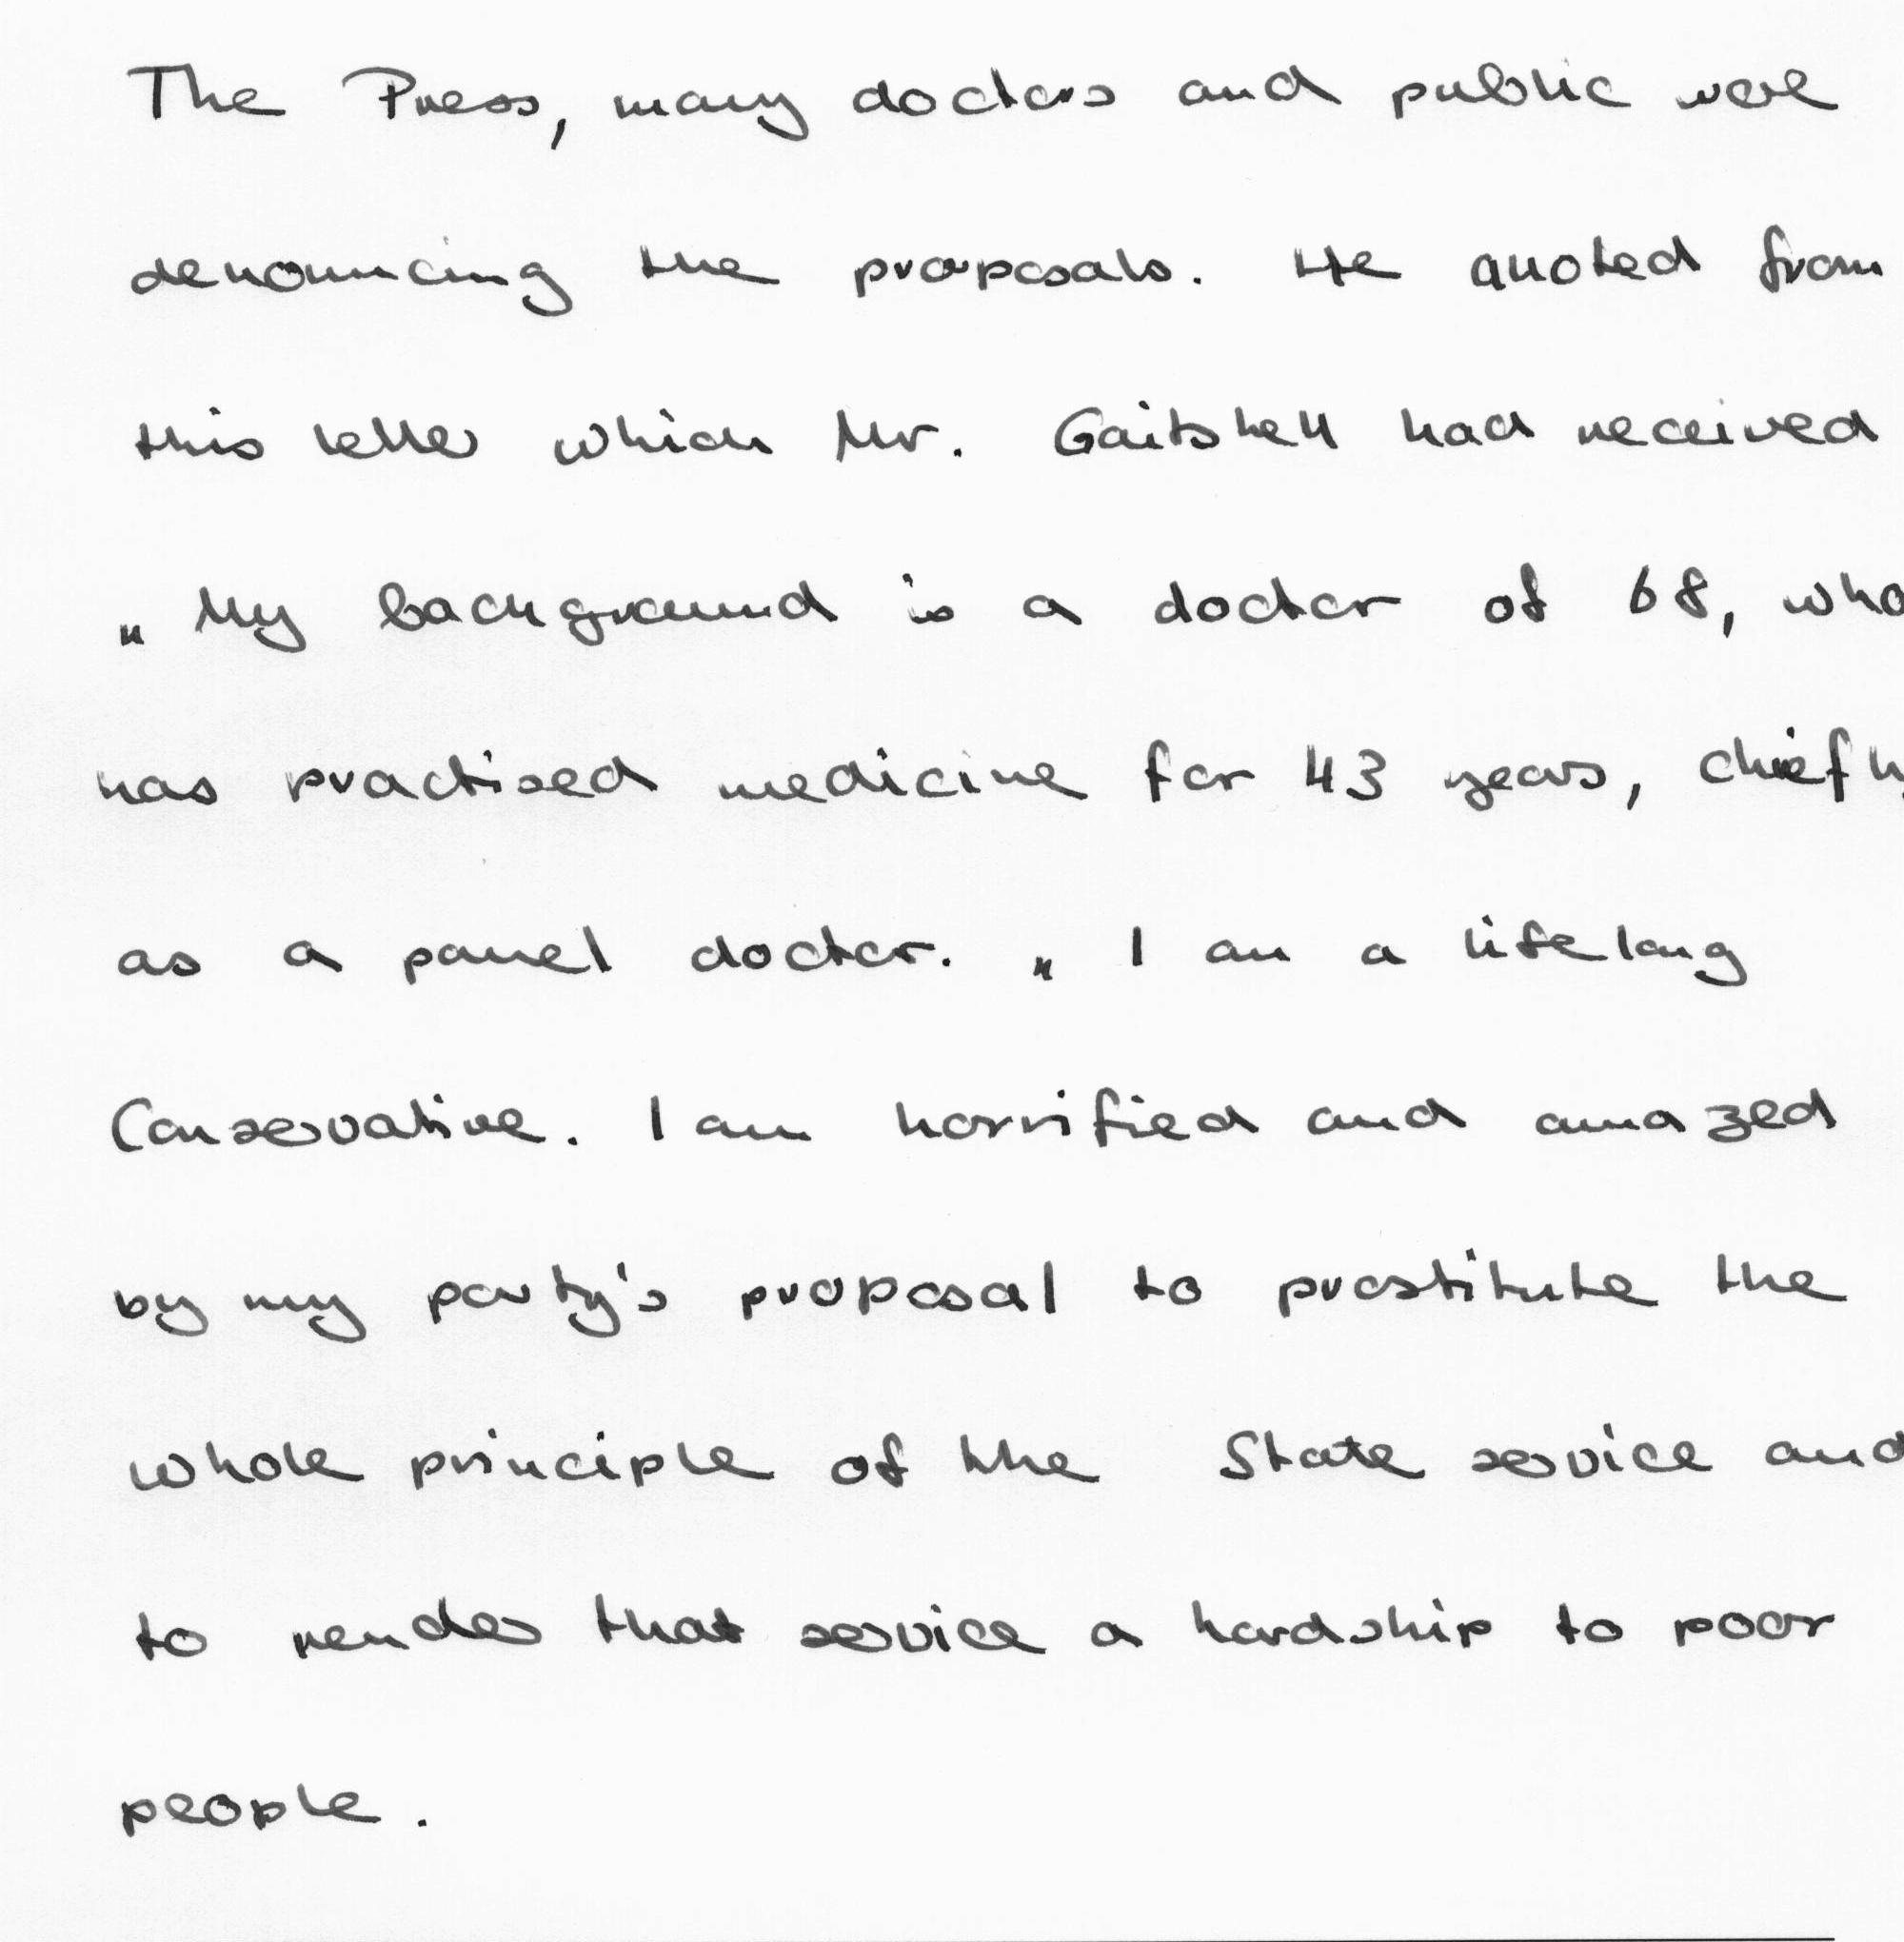 The Press, many doctors and public were
denouncing the proposals. He quoted from
this letter which Mr. Gaitskell had received
„ My background is a doctor of 68, who
has practised medicine for 43 years, chiefly
as a panel doctor. „ I am a lifelong
Conservative. I am horrified and amazed
by my party's proposal to prostitute the
whole principle of the State service and
to render that service a hardship to poor
people.